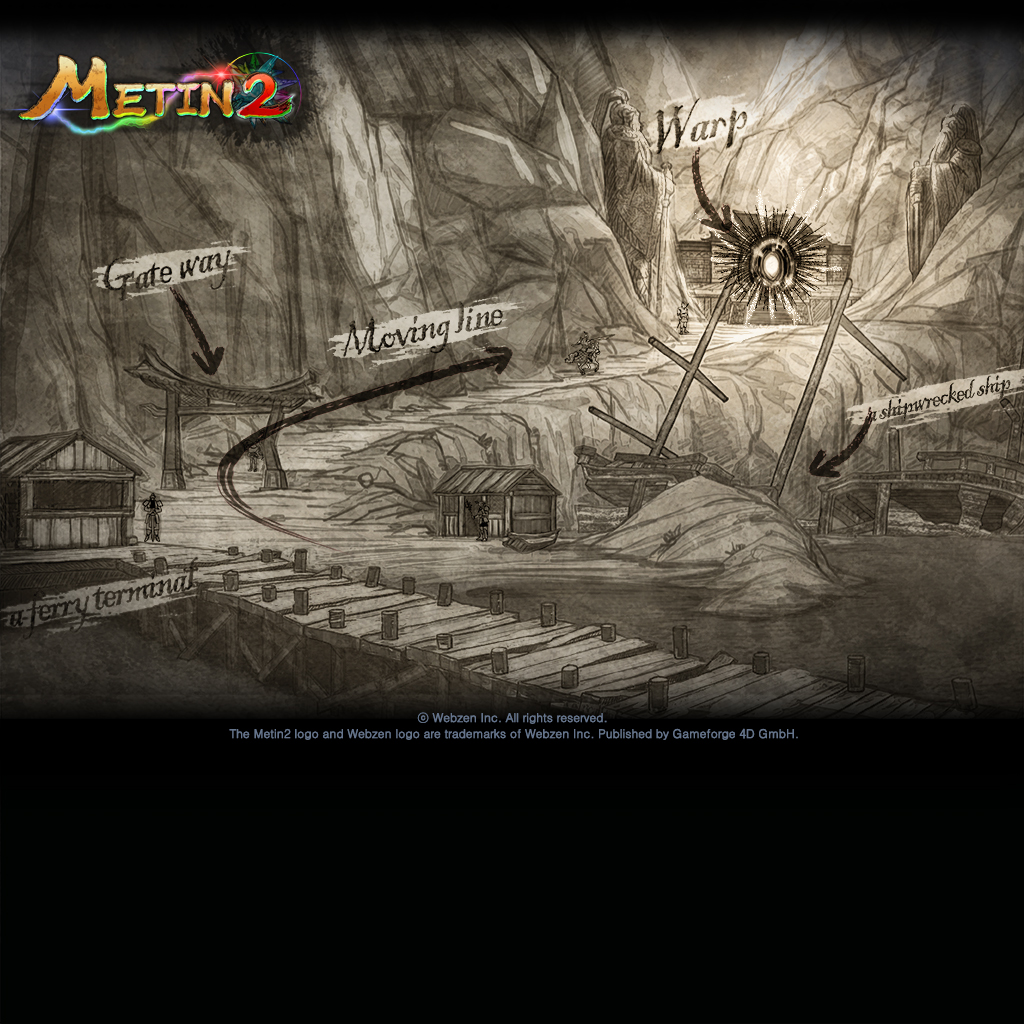 METIN2
Warp
Gate way
Moving line
a shipwrecked ship
a ferry terminal
© Webzen Inc. All rights reserved.
The Metin2 logo and Webzen logo are trademarks of Webzen Inc. Published by Gameforge 4D GmbH.